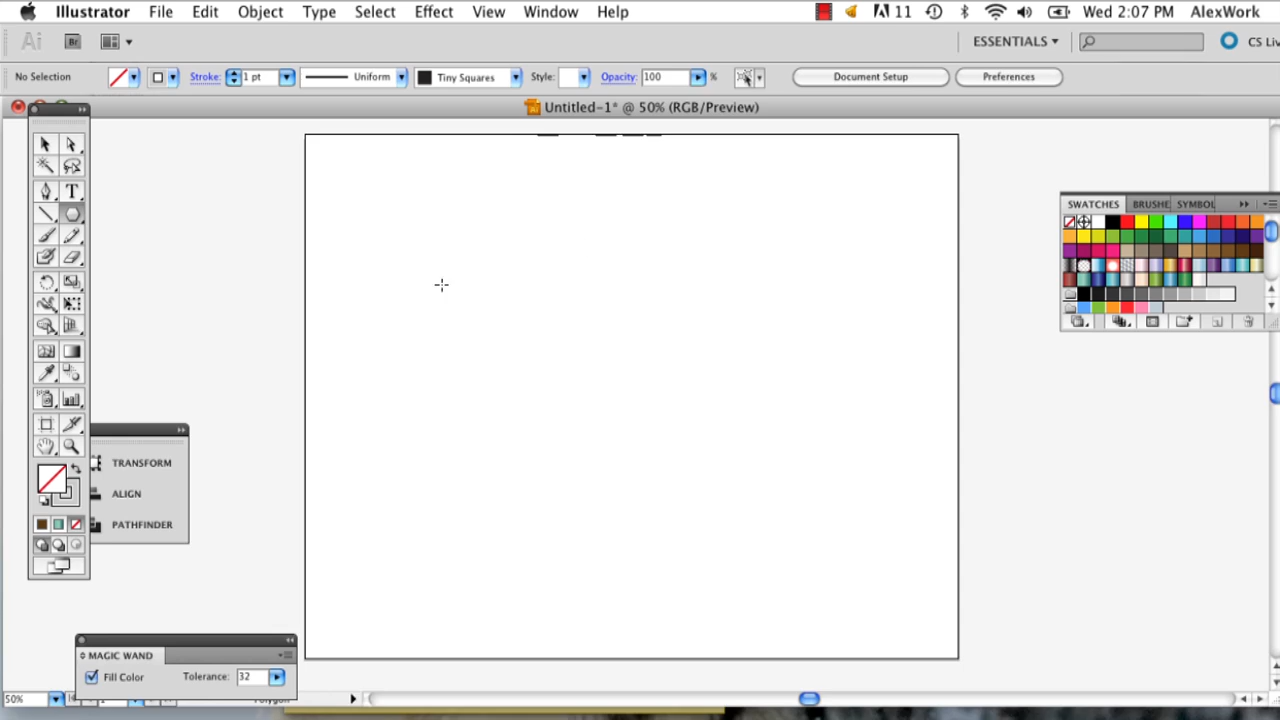 Illustrator File Edit Object Type Select Effect View Window Help 11 Wed 2:07 PM AlexWork
Ai Br ESSENTIALS CS Liv
No Selection Stroke: 1 pt Uniform Tiny Squares Style: Opacity: 100 % Document Setup Preferences
Untitled-1* @ 50% (RGB/Preview)
SWATCHES BRUSHE SYMBOL
T
TRANSFORM
ALIGN
PATHFINDER
MAGIC WAND
Fill Color Tolerance: 32
50%